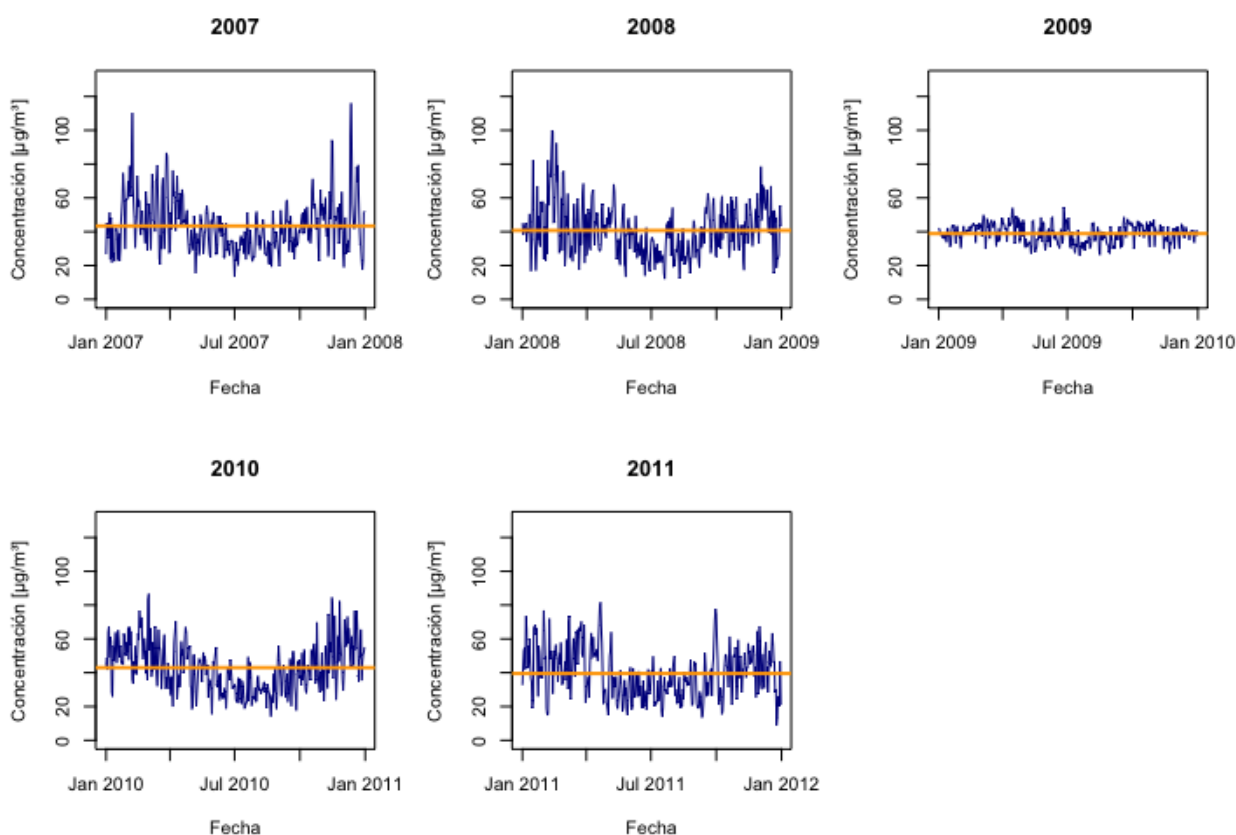 2007
Concentración [µg/m³]
0 20 60 100
Jan 2007 Jul 2007 Jan 2008
Fecha
2008
Concentración [µg/m³]
0 20 60 100
Jan 2008 Jul 2008 Jan 2009
Fecha
2009
Concentración [µg/m³]
0 20 60 100
Jan 2009 Jul 2009 Jan 2010
Fecha
2010
Concentración [µg/m³]
0 20 60 100
Jan 2010 Jul 2010 Jan 2011
Fecha
2011
Concentración [µg/m³]
0 20 60 100
Jan 2011 Jul 2011 Jan 2012
Fecha